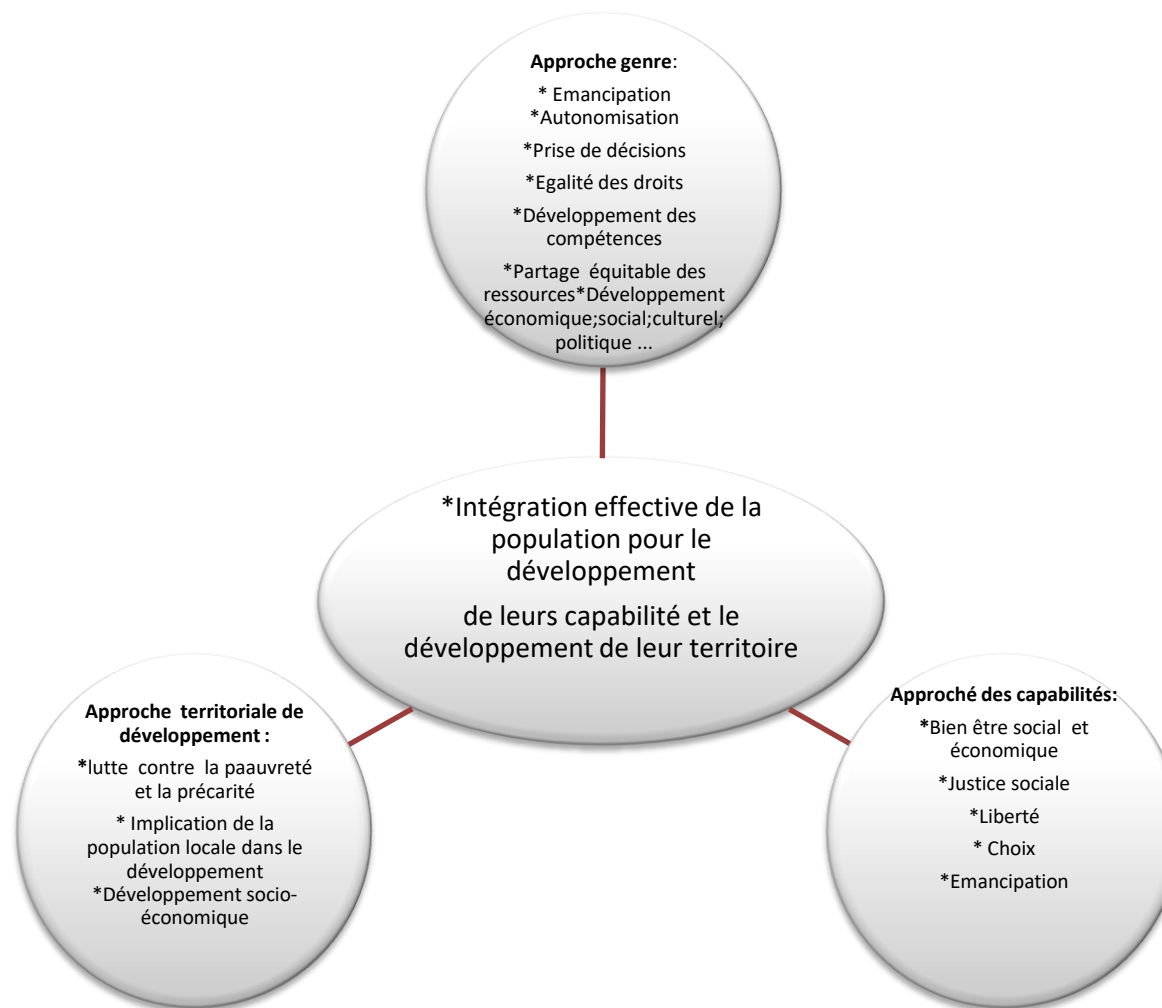 Approche genre:
* Emancipation
*Autonomisation
*Prise de décisions
*Egalité des droits
*Développement des
compétences
*Partage équitable des
ressources*Développement
économique;social;culturel;
politique ...
*Intégration effective de la
population pour le
développement
de leurs capabilité et le
développement de leur territoire
Approche territoriale de
développement :
*lutte contre la paauvreté
et la précarité
* Implication de la
population locale dans le
développement
*Développement socio-
économique
Approché des capabilités:
*Bien être social et
économique
*Justice sociale
*Liberté
* Choix
*Emancipation